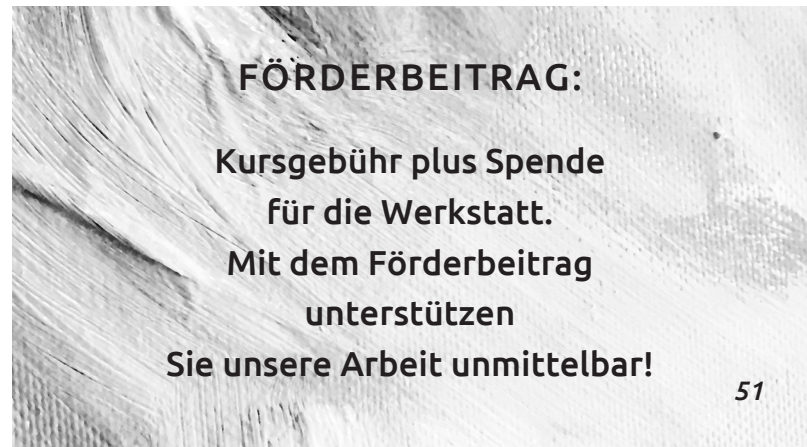 FÖRDERBEITRAG:
Kursgebühr plus Spende
für die Werkstatt.
Mit dem Förderbeitrag
unterstützen
Sie unsere Arbeit unmittelbar!
51